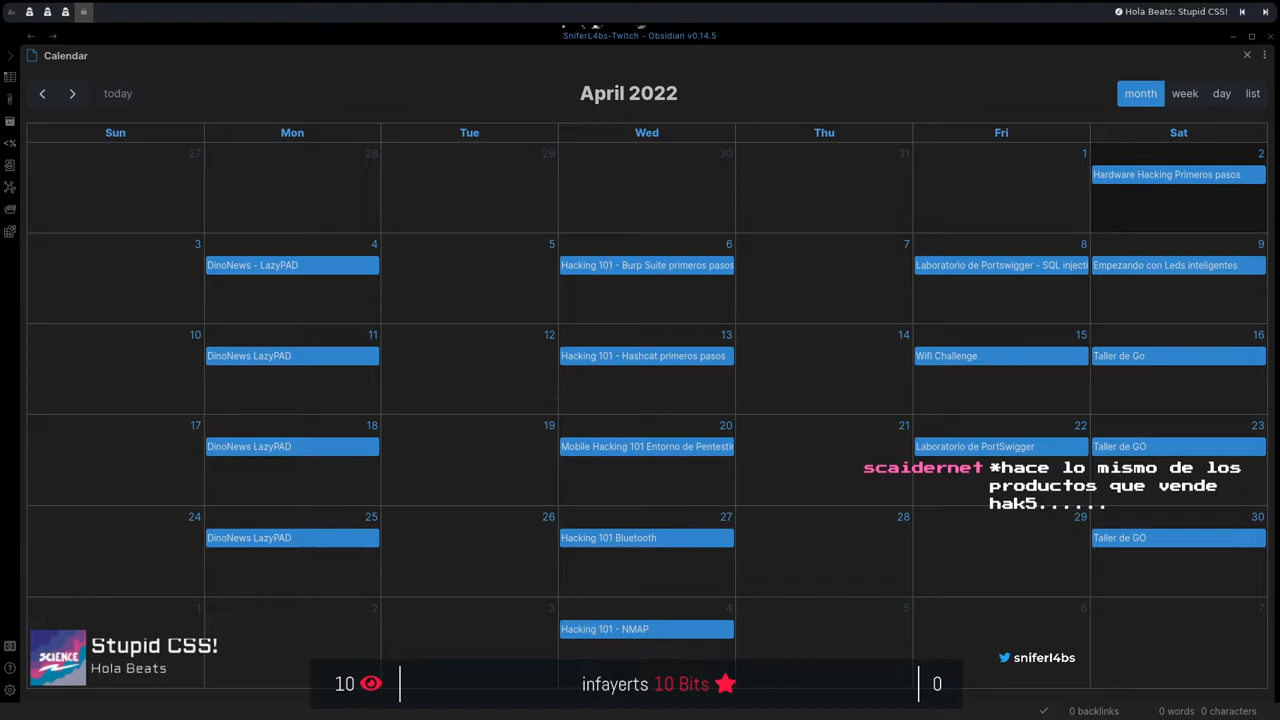 Hola Beats: Stupid CSS!
SniferL4bs-Twitch - Obsidian v0.14.5
Calendar
today
April 2022
month week day list
Sun Mon Tue Wed Thu Fri Sat
27 28 29 30 31 1 2
Hardware Hacking Primeros pasos
3 4 5 6 7 8 9
DinoNews - LazyPAD
Hacking 101 - Burp Suite primeros pasos
Laboratorio de Portswigger - SQL injecti
Empezando con Leds inteligentes
10 11 12 13 14 15 16
DinoNews LazyPAD
Hacking 101 - Hashcat primeros pasos
Wifi Challenge
Taller de Go
17 18 19 20 21 22 23
DinoNews LazyPAD
Mobile Hacking 101 Entorno de Pentestin
Laboratorio de PortSwigger
Taller de GO
scaidernet *hace lo mismo de los
productos que vende
hak5......
24 25 26 27 28 29 30
DinoNews LazyPAD
Hacking 101 Bluetooth
Taller de GO
1 2 3 4 5 6 7
Hacking 101 - NMAP
SCIENCE
Stupid CSS!
Hola Beats
sniferl4bs
10
infayerts 10 Bits
0
0 backlinks 0 words 0 characters